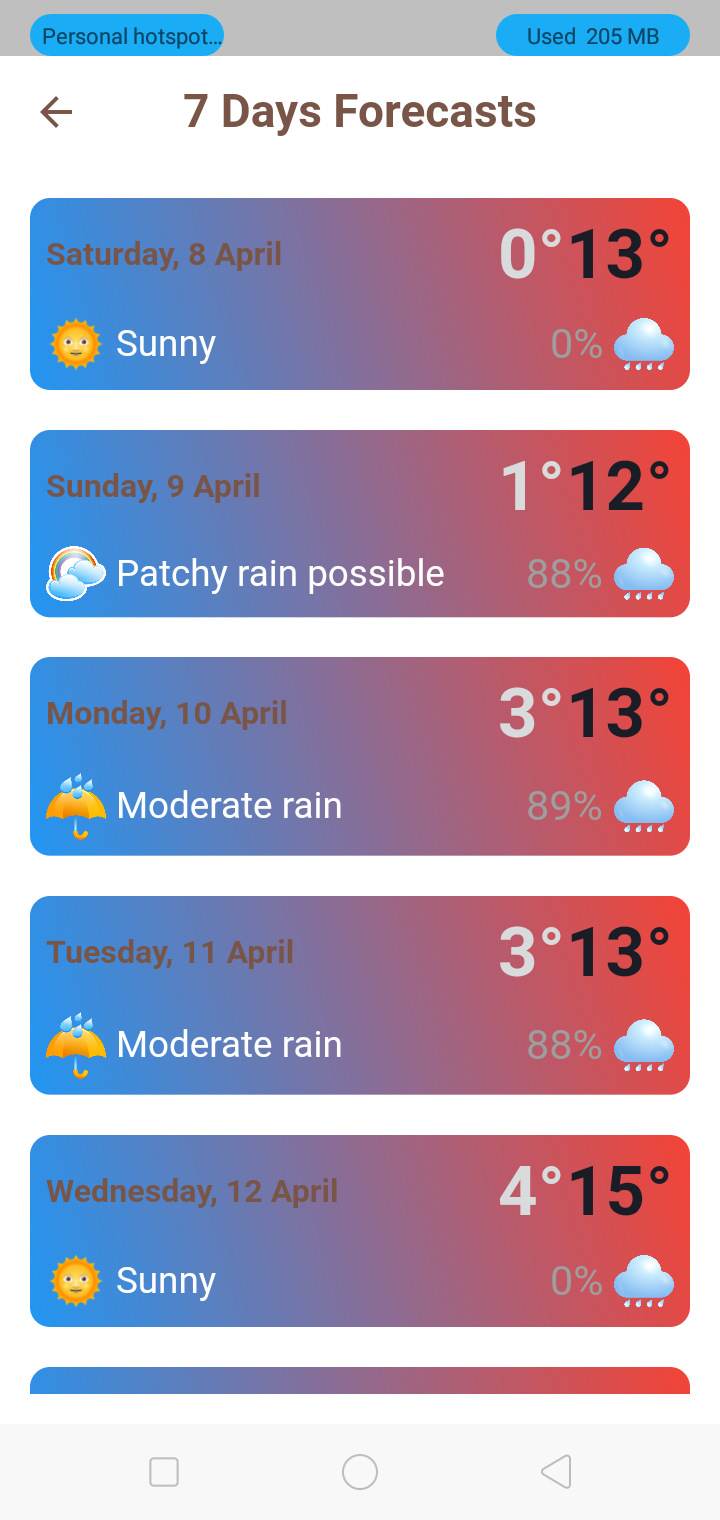 Personal hotspot… Used 205 MB
7 Days Forecasts
Saturday, 8 April 0°13°
Sunny 0%
Sunday, 9 April 1°12°
Patchy rain possible 88%
Monday, 10 April 3°13°
Moderate rain 89%
Tuesday, 11 April 3°13°
Moderate rain 88%
Wednesday, 12 April 4°15°
Sunny 0%